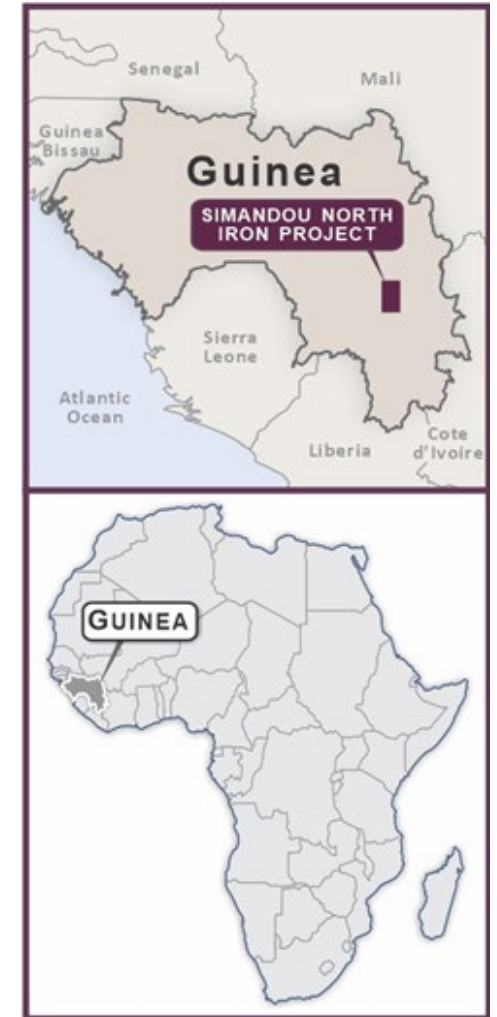 Senegal
Mali
Guinea
Bissau
Guinea
SIMANDOU NORTH
IRON PROJECT
Sierra
Leone
Atlantic
Ocean
Liberia
Cote
d'Ivoire
GUINEA